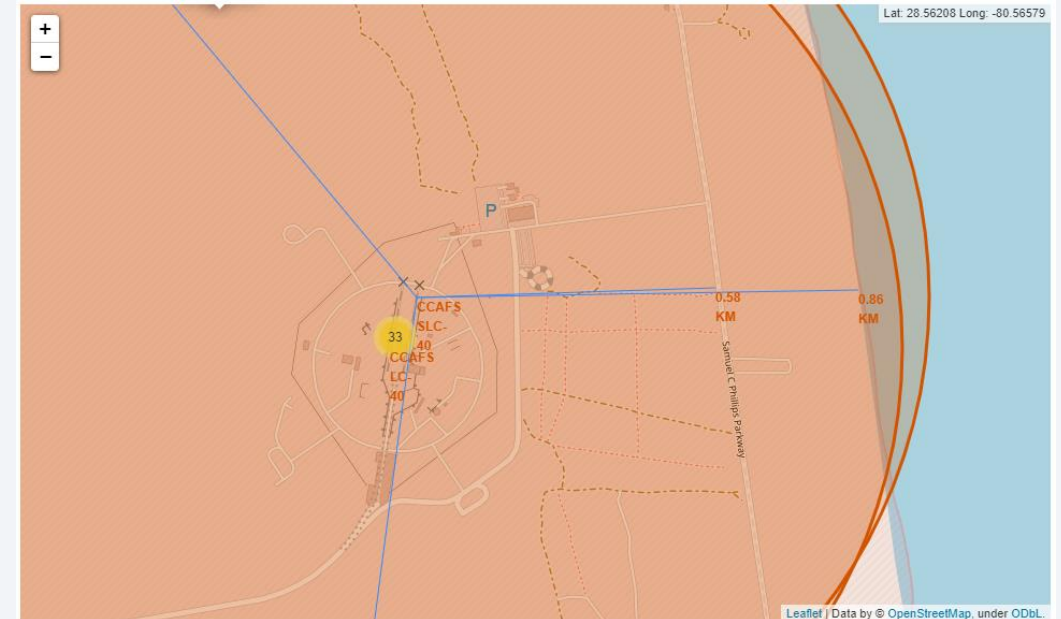 +
−
Lat: 28.56208 Long: -80.56579
P
CCAFS
SLC-
40
33
CCAFS
LC-
40
0.58
KM
0.86
KM
Samuel C Phillips Parkway
Leaflet | Data by © OpenStreetMap, under ODbL.